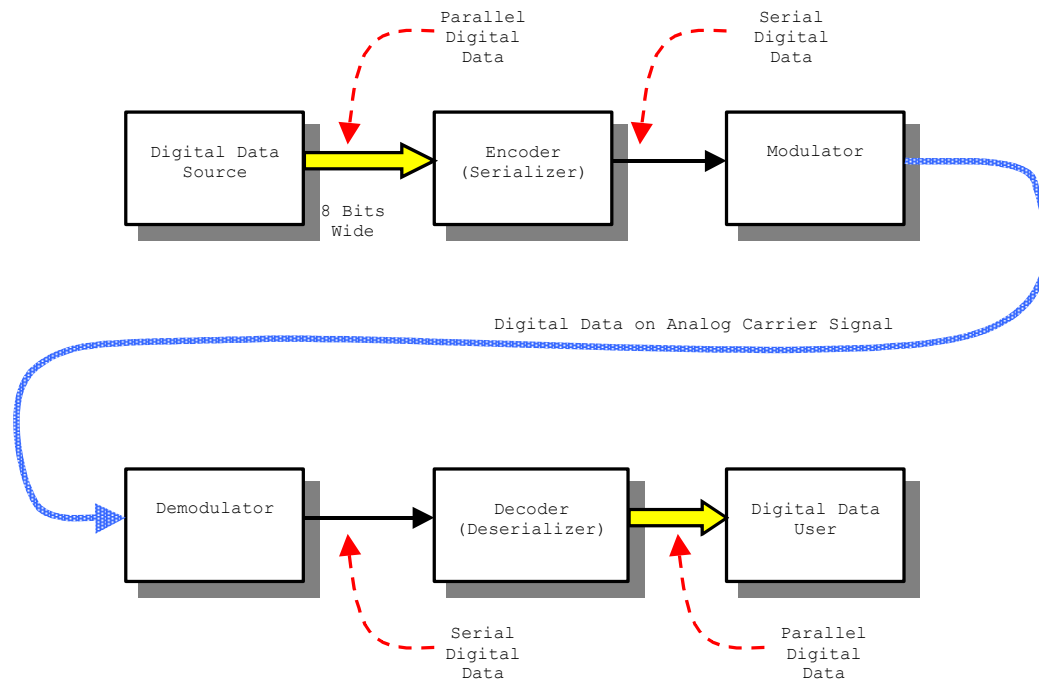 Parallel
Digital
Data
Serial
Digital
Data
Digital Data
Source
Encoder
(Serializer)
Modulator
8 Bits
Wide
Digital Data on Analog Carrier Signal
Demodulator
Decoder
(Deserializer)
Digital Data
User
Serial
Digital
Data
Parallel
Digital
Data